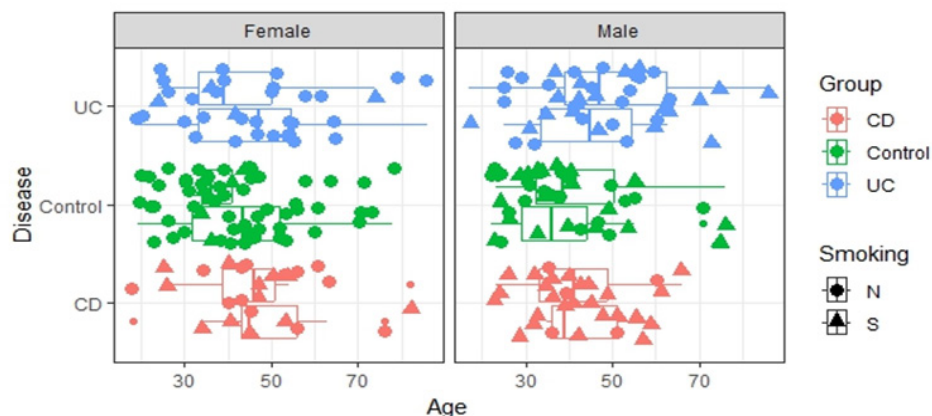 Female
Male
UC
Control
CD
Disease
30
50
70
30
50
70
Age
Group
CD
Control
UC
Smoking
N
S